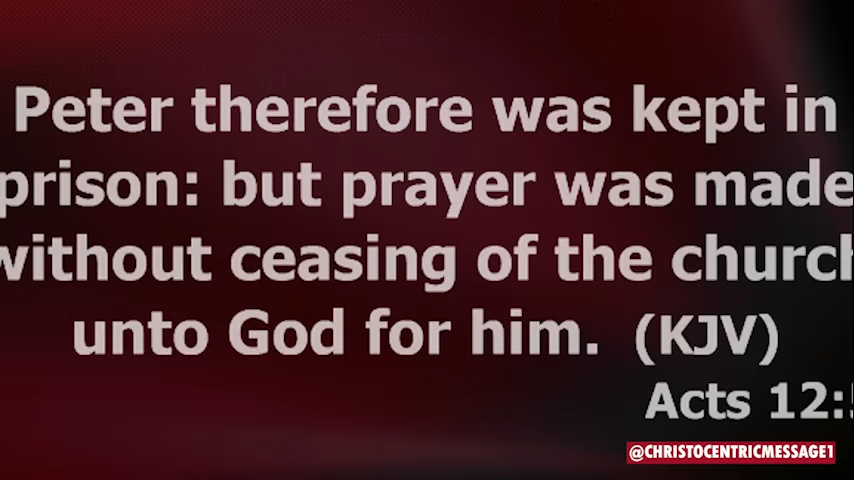 Peter therefore was kept in
prison: but prayer was made
without ceasing of the church
unto God for him. (KJV)
Acts 12:5
@CHRISTOCENTRICMESSAGE1